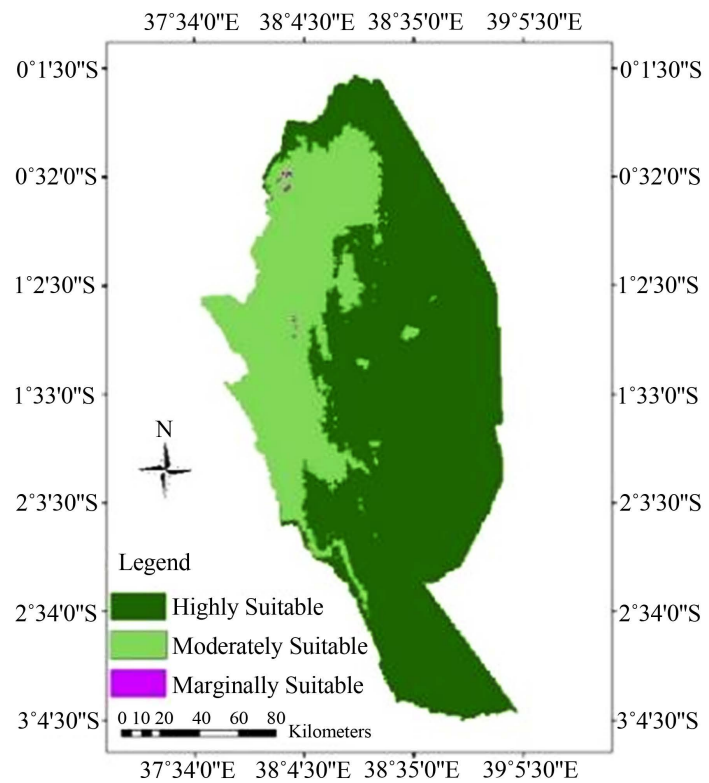 37˚34'0"E 38˚4'30"E 38˚35'0"E 39˚5'30"E
0˚1'30"S 0˚1'30"S
0˚32'0"S 0˚32'0"S
1˚2'30"S 1˚2'30"S
1˚33'0"S 1˚33'0"S
N
2˚3'30"S 2˚3'30"S
Legend
Highly Suitable
2˚34'0"S 2˚34'0"S
Moderately Suitable
Marginally Suitable
0 10 20 40 60 80
Kilometers
3˚4'30"S 3˚4'30"S
37˚34'0"E 38˚4'30"E 38˚35'0"E 39˚5'30"E